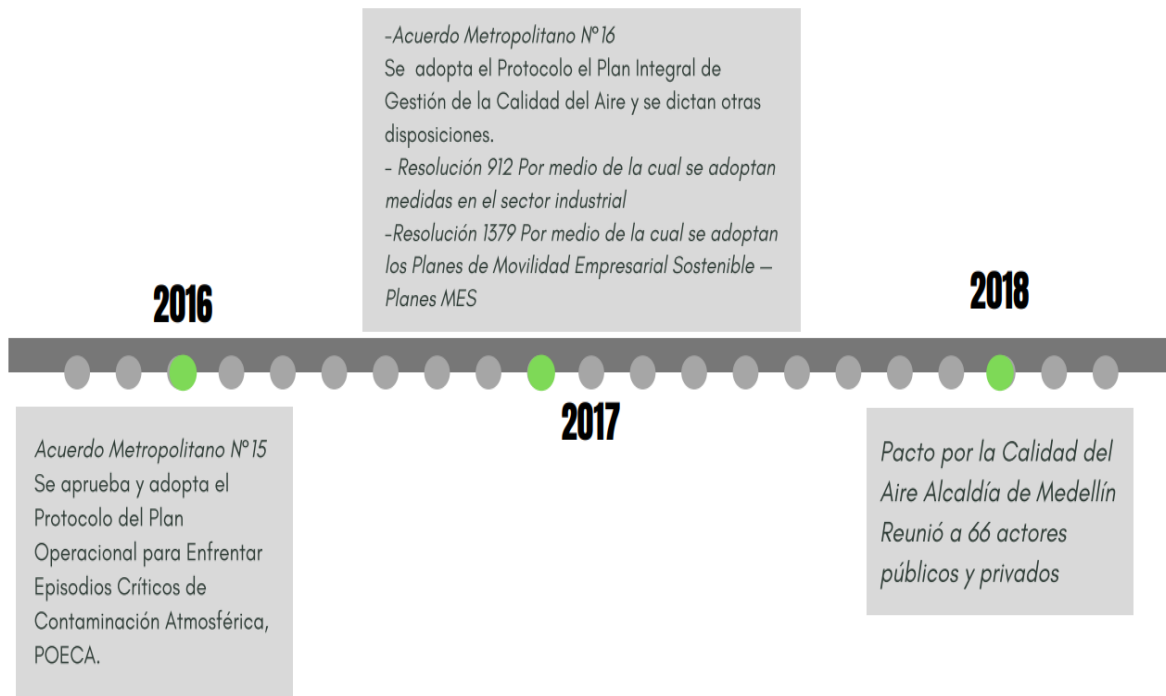 -Acuerdo Metropolitano N° 16
Se adopta el Protocolo el Plan Integral de
Gestión de la Calidad del Aire y se dictan otras
disposiciones.
- Resolución 912 Por medio de la cual se adoptan
medidas en el sector industrial
-Resolución 1379 Por medio de la cual se adoptan
los Planes de Movilidad Empresarial Sostenible –
Planes MES
2016
2018
2017
Acuerdo Metropolitano N° 15
Se aprueba y adopta el
Protocolo del Plan
Operacional para Enfrentar
Episodios Críticos de
Contaminación Atmosférica,
POECA.
Pacto por la Calidad del
Aire Alcaldía de Medellín
Reunió a 66 actores
públicos y privados